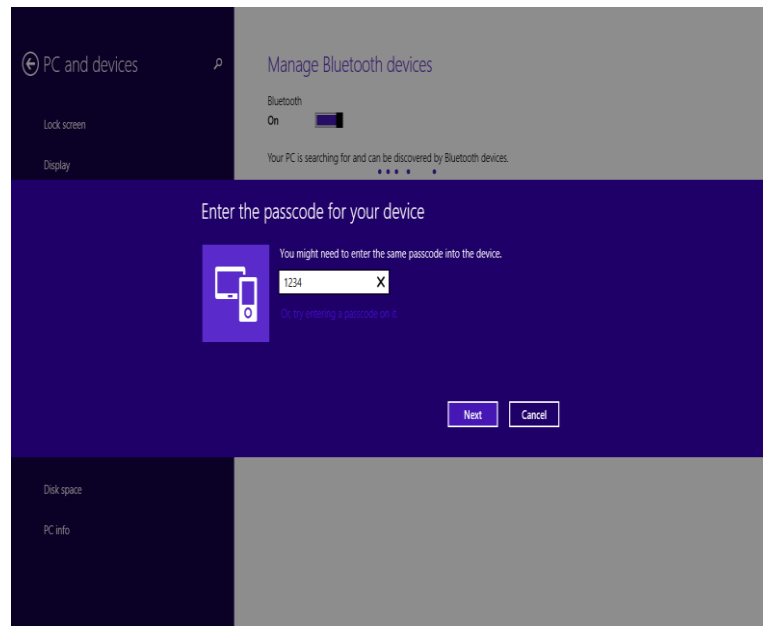 PC and devices
Lock screen
Display
Manage Bluetooth devices
Bluetooth
On
Your PC is searching for and can be discovered by Bluetooth devices.
Enter the passcode for your device
You might need to enter the same passcode into the device.
1234 X
Or, try entering a passcode on it.
Next Cancel
Disk space
PC info